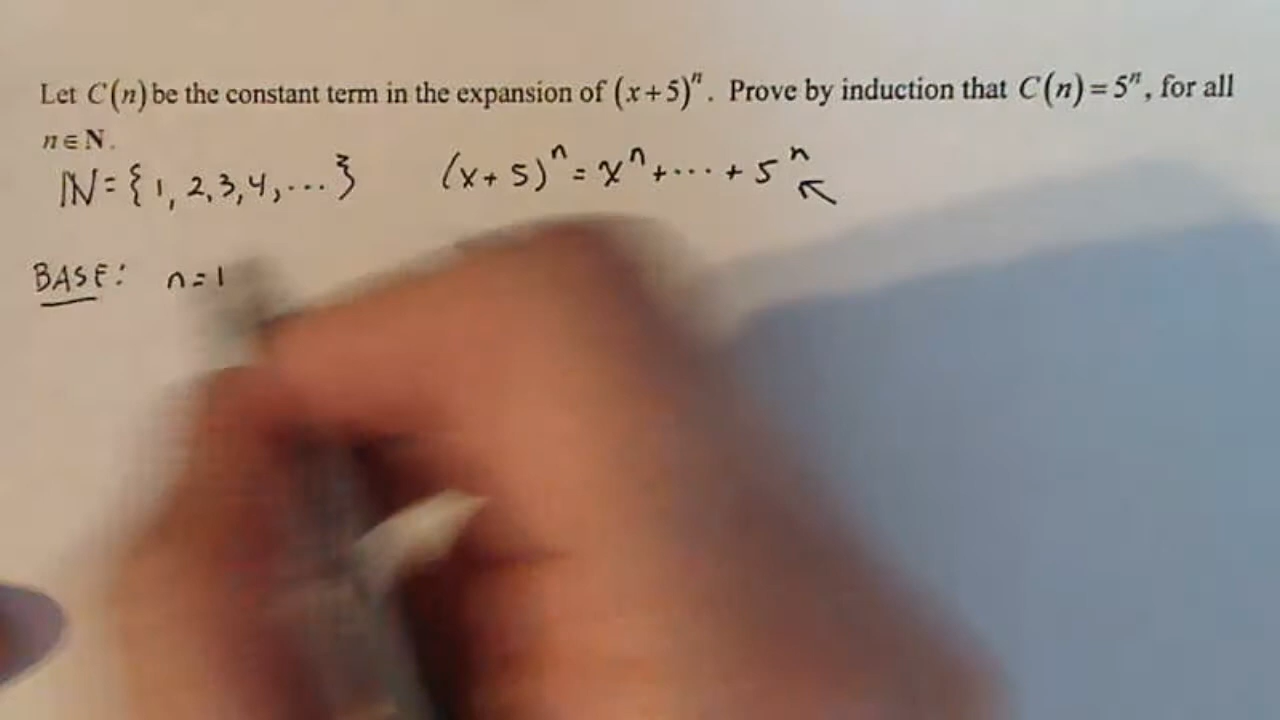 Let C(n) be the constant term in the expansion of (x+5)ⁿ. Prove by induction that C(n)=5ⁿ, for all
n∈N.
ℕ={1,2,3,4,...} (x+5)ⁿ=xⁿ+...+5ⁿ
BASE: n=1